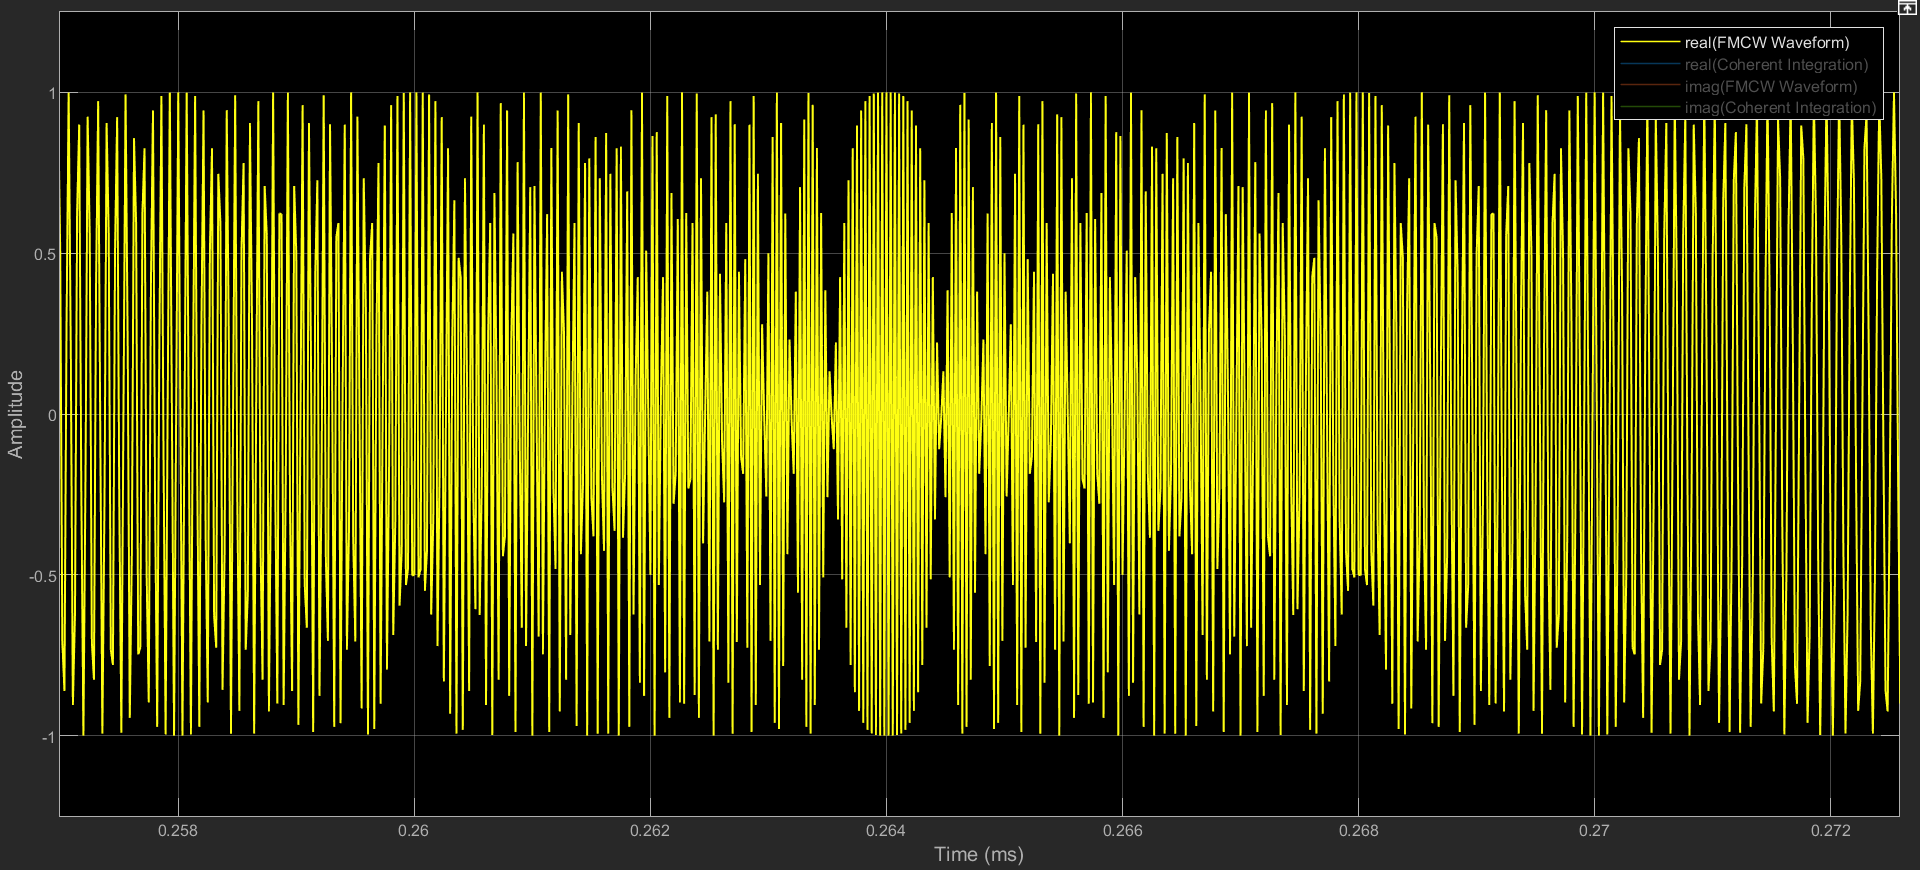 real(FMCW Waveform)
real(Coherent Integration)
imag(FMCW Waveform)
imag(Coherent Integration)
1
0.5
0
-0.5
-1
Amplitude
0.258
0.26
0.262
0.264
0.266
0.268
0.27
0.272
Time (ms)